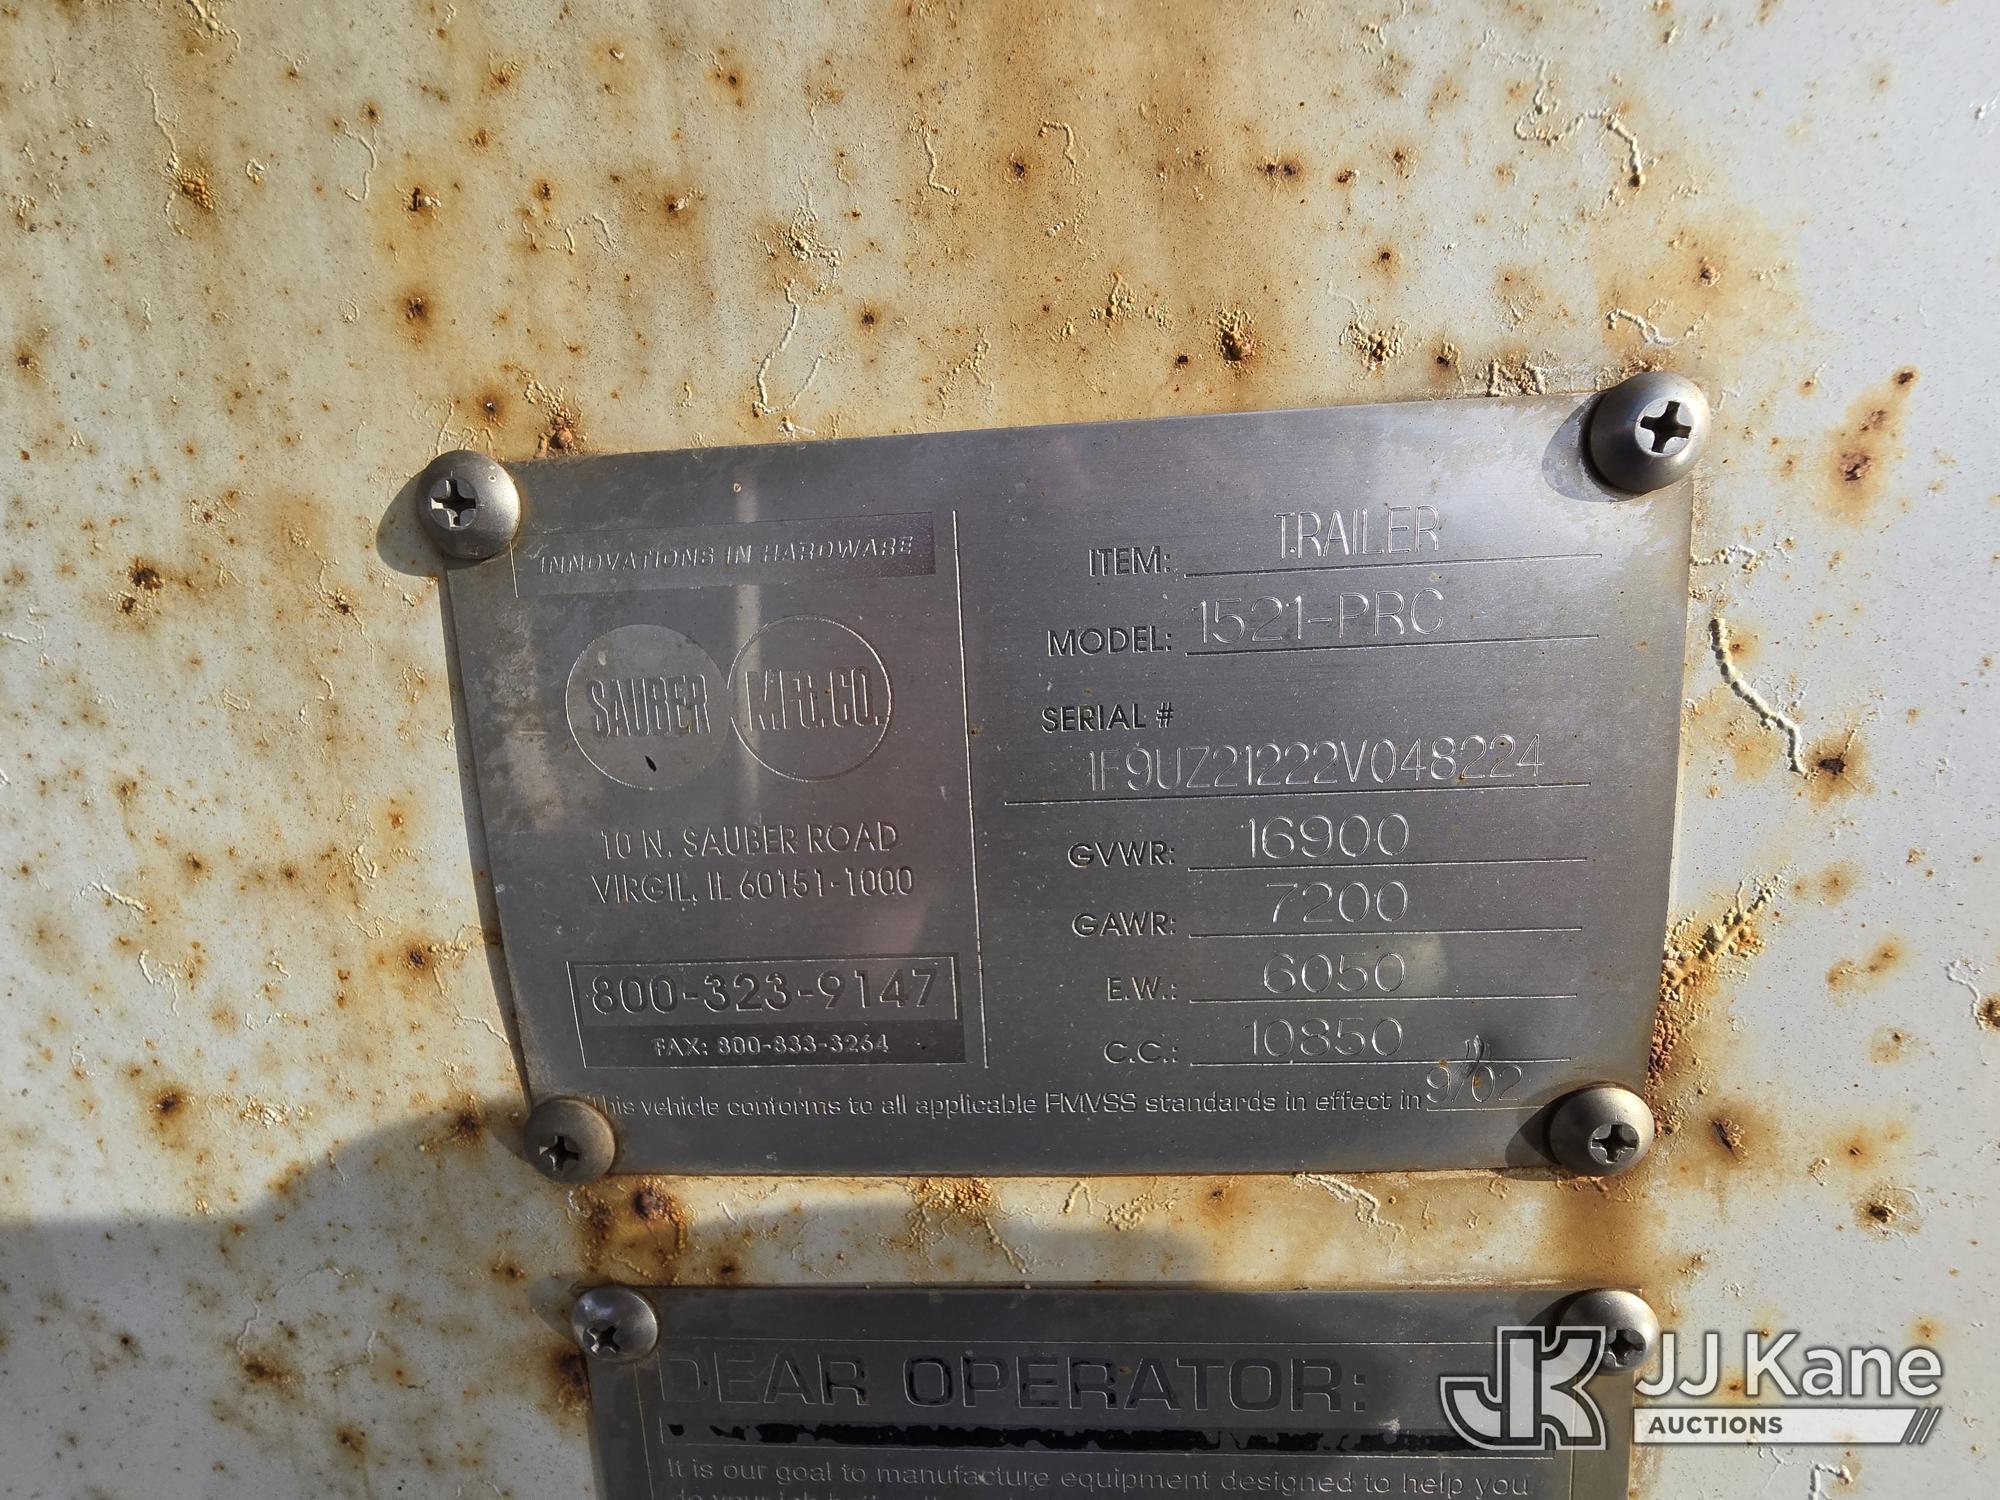 INNOVATIONS IN HARDWARE
SAUBER MFG. CO.
10 N. SAUBER ROAD
VIRGIL, IL 60151-1000
800-323-9147
FAX: 800-833-3264
ITEM: TRAILER
MODEL: 1521-PRC
SERIAL #
1F9UZ21222V048224
GVWR: 16900
GAWR: 7200
E.W.: 6050
C.C.: 10850
This vehicle conforms to all applicable FMVSS standards in effect in 9/02
DEAR OPERATOR:
It is our goal to manufacture equipment designed to help you
JK JJ Kane
AUCTIONS